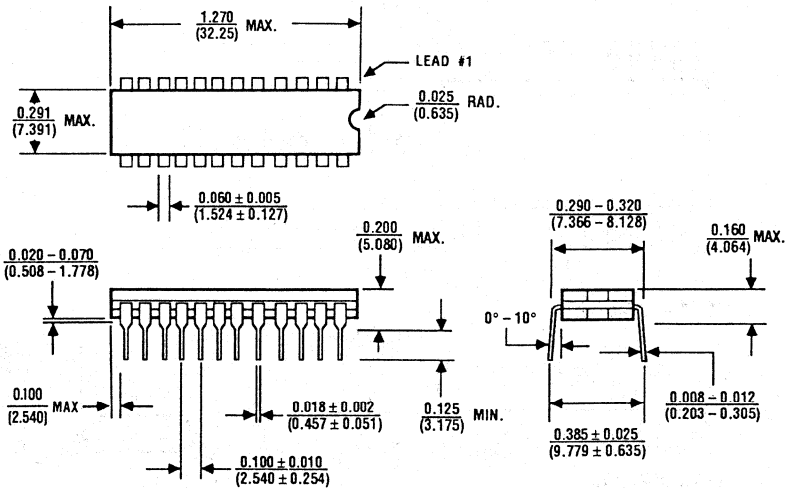 1.270
(32.25) MAX.
LEAD #1
0.025
(0.635) RAD.
0.291
(7.391) MAX.
0.060 ± 0.005
(1.524 ± 0.127)
0.290 – 0.320
(7.366 – 8.128)
0.200
(5.080) MAX.
0.160
(4.064) MAX.
0.020 – 0.070
(0.508 – 1.778)
0° – 10°
0.100
(2.540) MAX
0.018 ± 0.002
(0.457 ± 0.051)
0.125
(3.175) MIN.
0.008 – 0.012
(0.203 – 0.305)
0.385 ± 0.025
(9.779 ± 0.635)
0.100 ± 0.010
(2.540 ± 0.254)